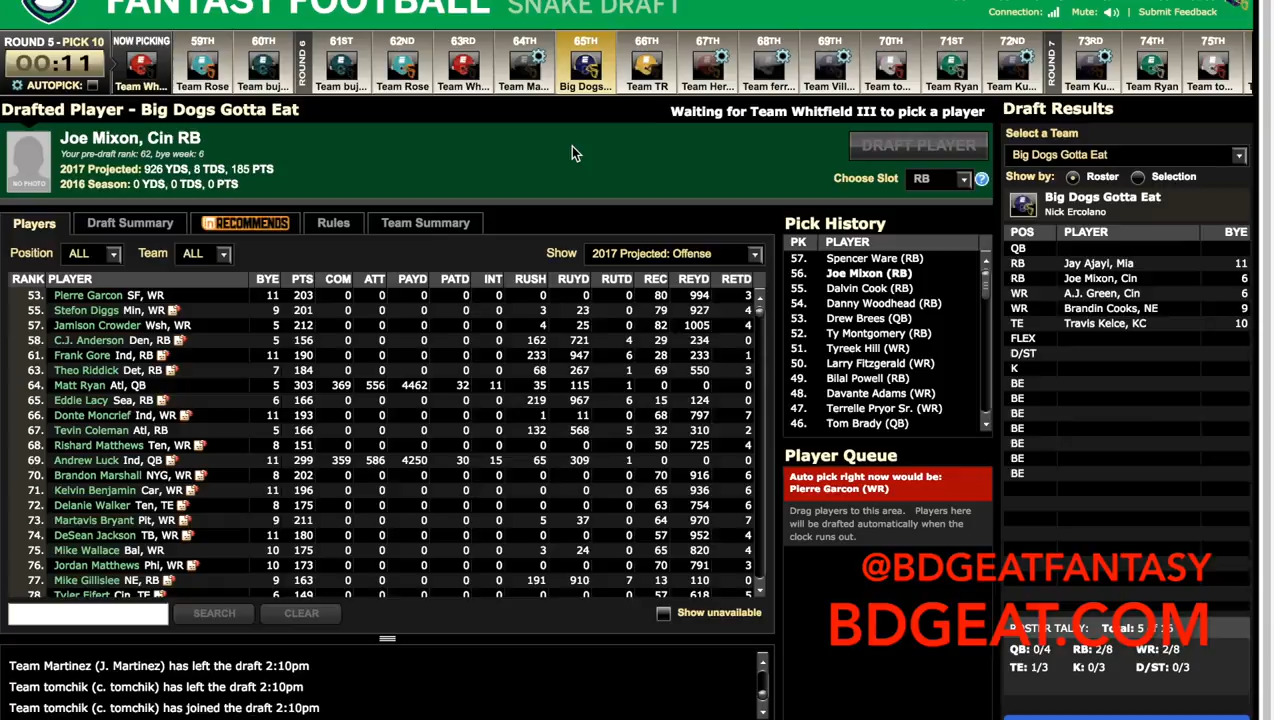 FANTASY FOOTBALL SNAKE DRAFT
Connection: Mute: | Submit Feedback
ROUND 5 - PICK 10
00:11
AUTOPICK:
NOW PICKING
Team Wh...
59TH
Team Rose
60TH
Team buj...
ROUND 6
61ST
Team buj...
62ND
Team Rose
63RD
Team Wh...
64TH
Team Ma...
65TH
Big Dogs...
66TH
Team TR
67TH
Team Her...
68TH
Team ferr...
69TH
Team Vill...
70TH
Team to...
71ST
Team Ryan
72ND
Team Ku...
ROUND 7
73RD
Team Ku...
74TH
Team Ryan
75TH
Team to...
Drafted Player - Big Dogs Gotta Eat
Waiting for Team Whitfield III to pick a player
NO PHOTO
Joe Mixon, Cin RB
Your pre-draft rank: 62, bye week: 6
2017 Projected: 926 YDS, 8 TDS, 185 PTS
2016 Season: 0 YDS, 0 TDS, 0 PTS
DRAFT PLAYER
Choose Slot RB ?
Players Draft Summary in RECOMMENDS Rules Team Summary
Position ALL Team ALL Show 2017 Projected: Offense
RANK PLAYER BYE PTS COM ATT PAYD PATD INT RUSH RUYD RUTD REC REYD RETD
53. Pierre Garcon SF, WR 11 203 0 0 0 0 0 0 0 0 80 994 3
55. Stefon Diggs Min, WR 9 201 0 0 0 0 0 3 23 0 79 927 4
57. Jamison Crowder Wsh, WR 5 212 0 0 0 0 0 4 25 0 82 1005 4
58. C.J. Anderson Den, RB 5 156 0 0 0 0 0 162 721 4 29 234 0
61. Frank Gore Ind, RB 11 190 0 0 0 0 0 233 947 6 28 233 1
63. Theo Riddick Det, RB 7 184 0 0 0 0 0 68 267 1 69 550 3
64. Matt Ryan Atl, QB 5 303 369 556 4462 32 11 35 115 1 0 0 0
65. Eddie Lacy Sea, RB 6 166 0 0 0 0 0 219 967 6 15 124 0
66. Donte Moncrief Ind, WR 11 193 0 0 0 0 0 1 11 0 68 797 7
67. Tevin Coleman Atl, RB 5 166 0 0 0 0 0 132 568 5 32 310 2
68. Rishard Matthews Ten, WR 8 151 0 0 0 0 0 0 0 0 50 725 4
69. Andrew Luck Ind, QB 11 299 359 586 4250 30 15 65 309 1 0 0 0
70. Brandon Marshall NYG, WR 8 202 0 0 0 0 0 0 0 0 70 916 6
71. Kelvin Benjamin Car, WR 11 196 0 0 0 0 0 0 0 0 65 936 6
72. Delanie Walker Ten, TE 8 175 0 0 0 0 0 0 0 0 63 754 6
73. Martavis Bryant Pit, WR 9 211 0 0 0 0 0 5 37 0 64 970 7
74. DeSean Jackson TB, WR 11 180 0 0 0 0 0 0 0 0 57 952 4
75. Mike Wallace Bal, WR 10 175 0 0 0 0 0 3 24 0 65 820 4
76. Jordan Matthews Phi, WR 10 173 0 0 0 0 0 0 0 0 70 791 3
77. Mike Gillislee NE, RB 9 163 0 0 0 0 0 191 910 7 13 110 0
78. Tyler Eifert Cin, TE 6 149 0 0 0 0 0 0 0 0 57 618 5
SEARCH CLEAR Show unavailable
Team Martinez (J. Martinez) has left the draft 2:10pm
Team tomchik (c. tomchik) has left the draft 2:10pm
Team tomchik (c. tomchik) has joined the draft 2:10pm
Pick History
PK PLAYER
57. Spencer Ware (RB)
56. Joe Mixon (RB)
55. Dalvin Cook (RB)
54. Danny Woodhead (RB)
53. Drew Brees (QB)
52. Ty Montgomery (RB)
51. Tyreek Hill (WR)
50. Larry Fitzgerald (WR)
49. Bilal Powell (RB)
48. Davante Adams (WR)
47. Terrelle Pryor Sr. (WR)
46. Tom Brady (QB)
Player Queue
Auto pick right now would be:
Pierre Garcon (WR)
Drag players to this area. Players here
will be drafted automatically when the
clock runs out.
Draft Results
Select a Team
Big Dogs Gotta Eat
Show by: Roster Selection
Big Dogs Gotta Eat
Nick Ercolano
POS PLAYER BYE
QB
RB Jay Ajayi, Mia 11
RB Joe Mixon, Cin 6
WR A.J. Green, Cin 6
WR Brandin Cooks, NE 9
TE Travis Kelce, KC 10
FLEX
D/ST
K
BE
BE
BE
BE
BE
BE
@BDGEATFANTASY
BDGEAT.COM
ROSTER TALLY: Total: 5 of
QB: 0/4 RB: 2/8 WR: 2/8
TE: 1/3 K: 0/3 D/ST: 0/3